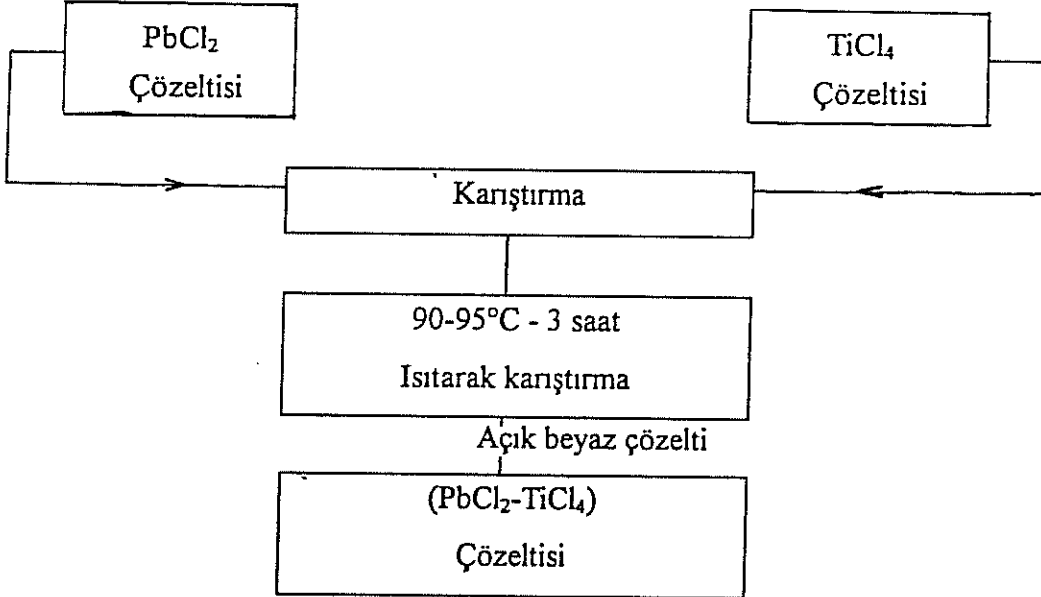 PbCl₂
Çözeltisi
TiCl₄
Çözeltisi
Karıştırma
90-95°C - 3 saat
Isıtarak karıştırma
Açık beyaz çözelti
(PbCl₂-TiCl₄)
Çözeltisi